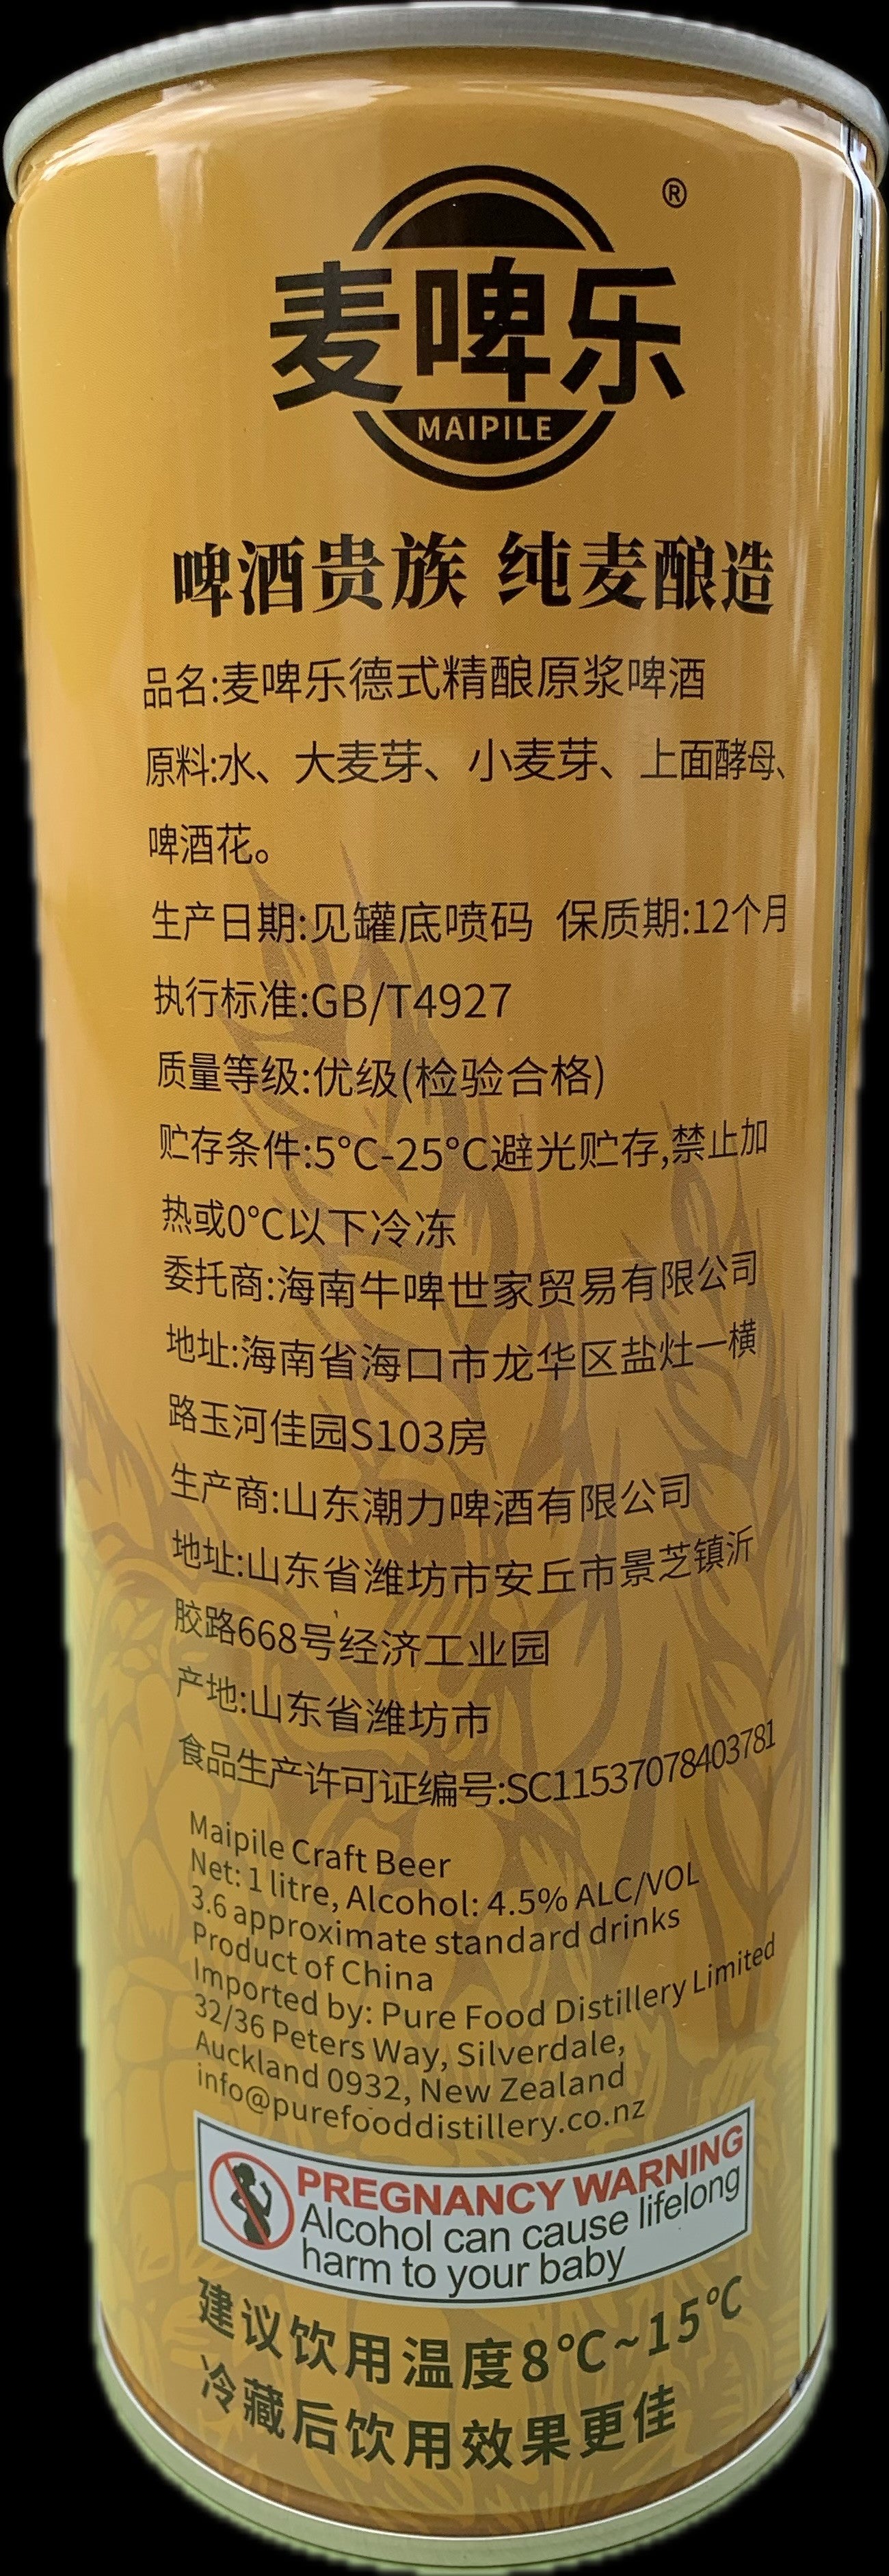 ®
麦啤乐
MAIPILE
啤酒贵族 纯麦酿造
品名:麦啤乐德式精酿原浆啤酒
原料:水、大麦芽、小麦芽、上面酵母、
啤酒花。
生产日期:见罐底喷码 保质期:12个月
执行标准:GB/T4927
质量等级:优级(检验合格)
贮存条件:5°C-25°C避光贮存,禁止加
热或0°C以下冷冻
委托商:海南牛啤世家贸易有限公司
地址:海南省海口市龙华区盐灶一横
路玉河佳园S103房
生产商:山东潮力啤酒有限公司
地址:山东省潍坊市安丘市景芝镇沂
胶路668号经济工业园
产地:山东省潍坊市
食品生产许可证编号:SC11537078403781
Maipile Craft Beer
Net: 1 litre, Alcohol: 4.5% ALC/VOL
3.6 approximate standard drinks
Product of China
Imported by: Pure Food Distillery Limited
32/36 Peters Way, Silverdale,
Auckland 0932, New Zealand
info@purefooddistillery.co.nz
PREGNANCY WARNING
Alcohol can cause lifelong
harm to your baby
建议饮用温度8°C~15°C
冷藏后饮用效果更佳